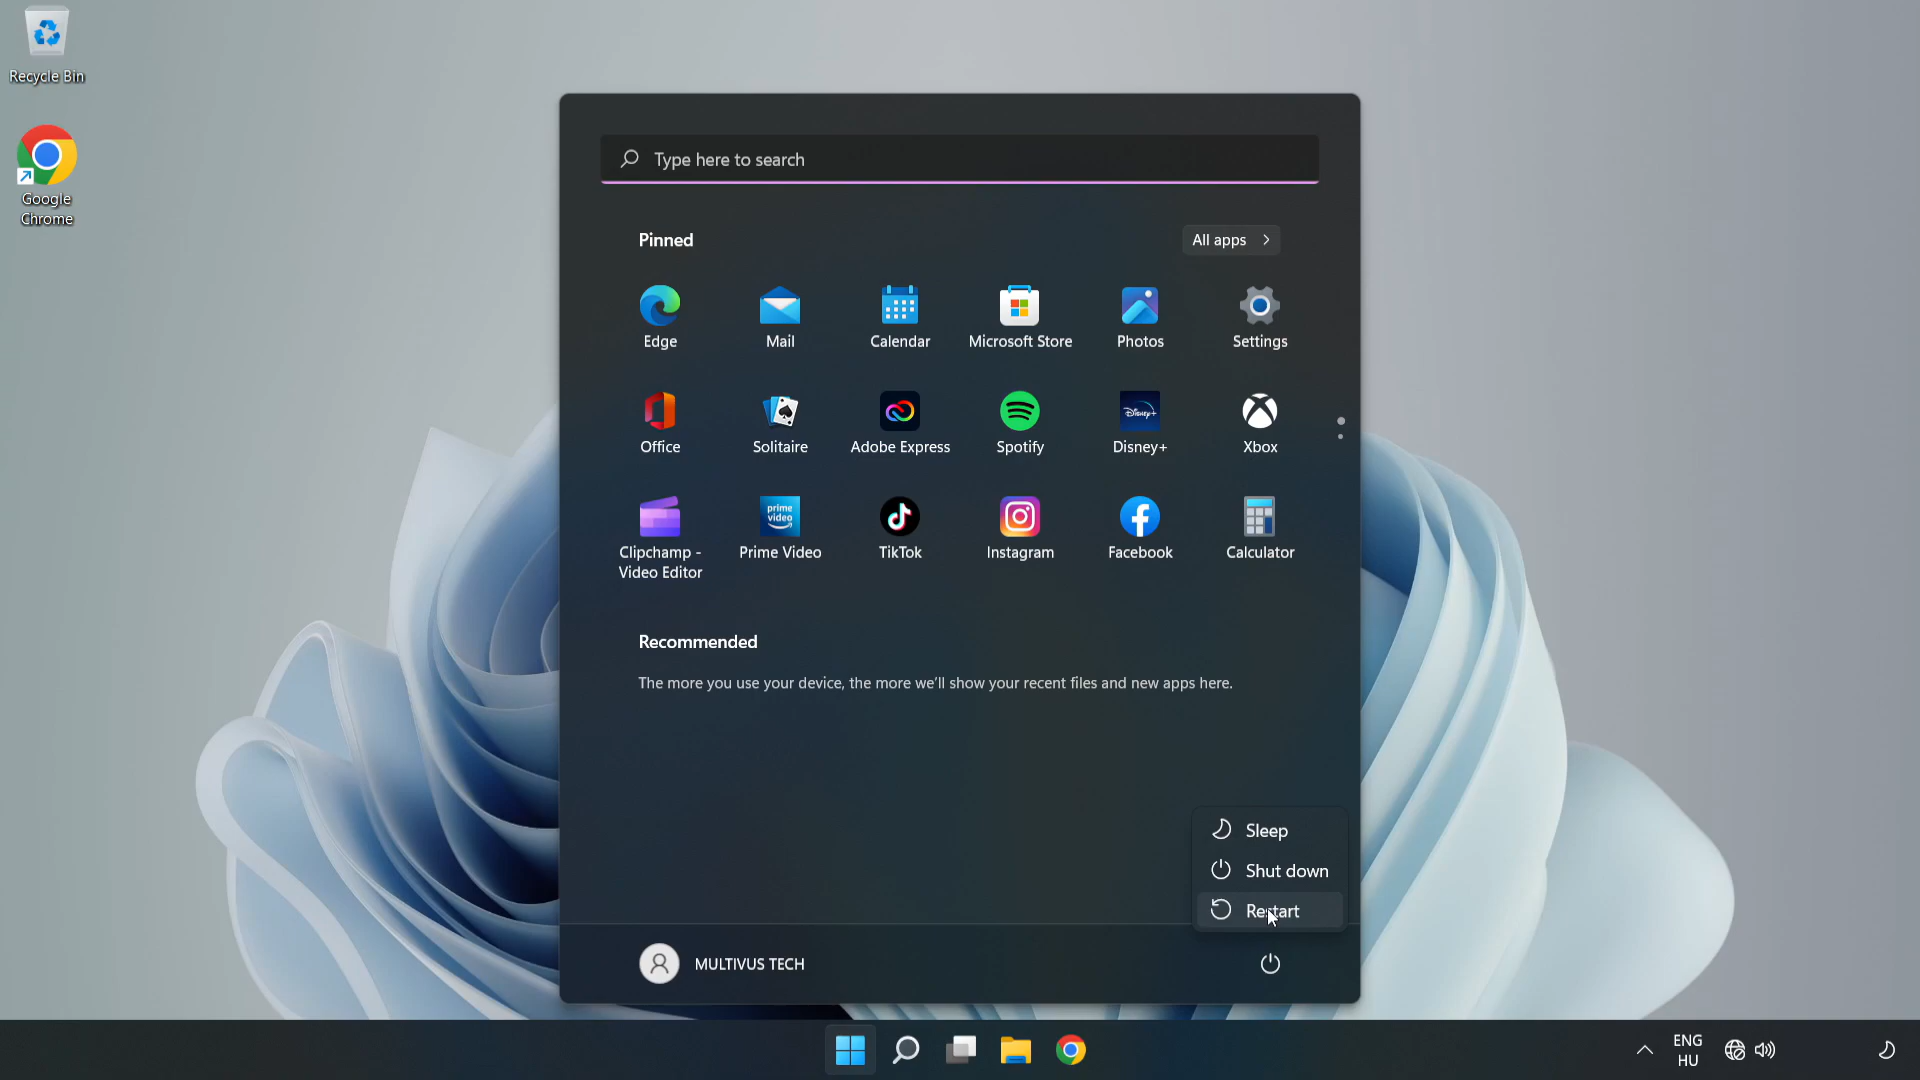 Recycle Bin
Google
Chrome
Type here to search
Pinned
All apps
Edge
Mail
Calendar
Microsoft Store
Photos
Settings
Office
Solitaire
Adobe Express
Spotify
Disney+
Disney+
Xbox
prime
video
Clipchamp -
Video Editor
Prime Video
TikTok
Instagram
Facebook
Calculator
Recommended
The more you use your device, the more we'll show your recent files and new apps here.
Sleep
Shut down
Restart
MULTIVUS TECH
ENG
HU